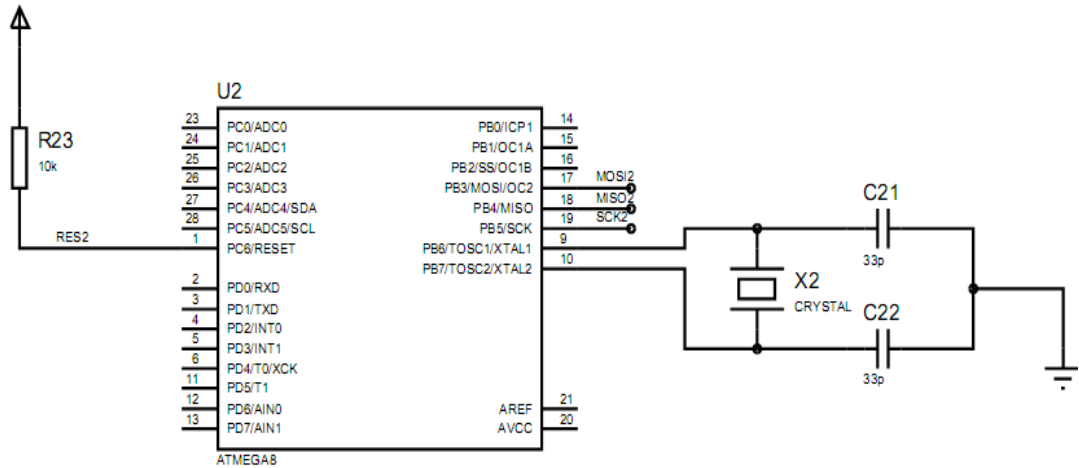 U2
R23
10k
RES2
23 PC0/ADC0
24 PC1/ADC1
25 PC2/ADC2
26 PC3/ADC3
27 PC4/ADC4/SDA
28 PC5/ADC5/SCL
1 PC6/RESET
2 PD0/RXD
3 PD1/TXD
4 PD2/INT0
5 PD3/INT1
6 PD4/T0/XCK
11 PD5/T1
12 PD6/AIN0
13 PD7/AIN1
PB0/ICP1 14
PB1/OC1A 15
PB2/SS/OC1B 16
PB3/MOSI/OC2 17 MOSI2
PB4/MISO 18 MISO2
PB5/SCK 19 SCK2
PB6/TOSC1/XTAL1 9
PB7/TOSC2/XTAL2 10
AREF 21
AVCC 20
ATMEGA8
C21
33p
X2
CRYSTAL
C22
33p